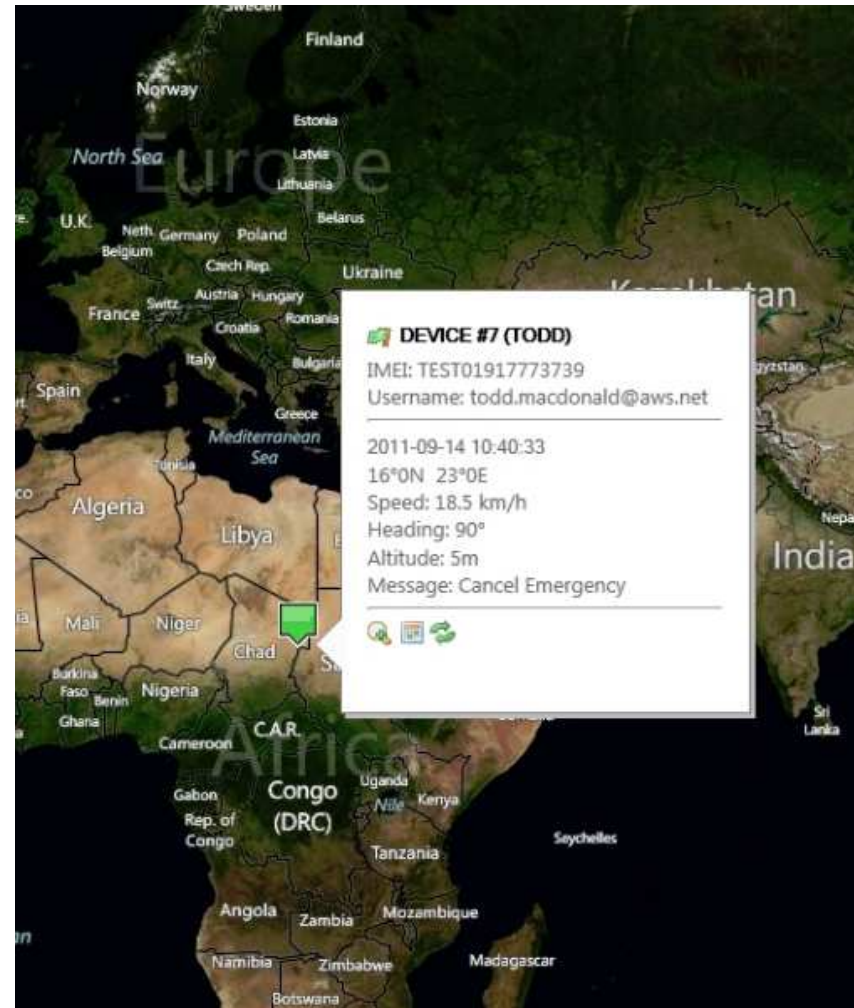 Sweden
Finland
Norway
Estonia
North Sea
Latvia
Europe
Lithuania
U.K.
Belarus
Neth
Germany
Poland
Belgium
Czech Rep.
Ukraine
Kazakhstan
Austria
Hungary
France
Switz
Romania
Croatia
Italy
Bulgaria
Spain
Greece
Mediterranean
Sea
Tunisia
Algeria
Libya
DEVICE #7 (TODD)
IMEI: TEST01917773739
Username: todd.macdonald@aws.net
2011-09-14 10:40:33
16°0N 23°0E
Speed: 18.5 km/h
Heading: 90°
Altitude: 5m
Message: Cancel Emergency
Nepa
India
Mali
Niger
Chad
Burkina
Faso
Benin
Nigeria
Ghana
Sri
Lanka
C.A.R.
Cameroon
Africa
Gabon
Congo
(DRC)
Uganda
Nile
Kenya
Rep. of
Congo
Tanzania
Seychelles
Angola
Zambia
Mozambique
Namibia
Zimbabwe
Madagascar
Botswana